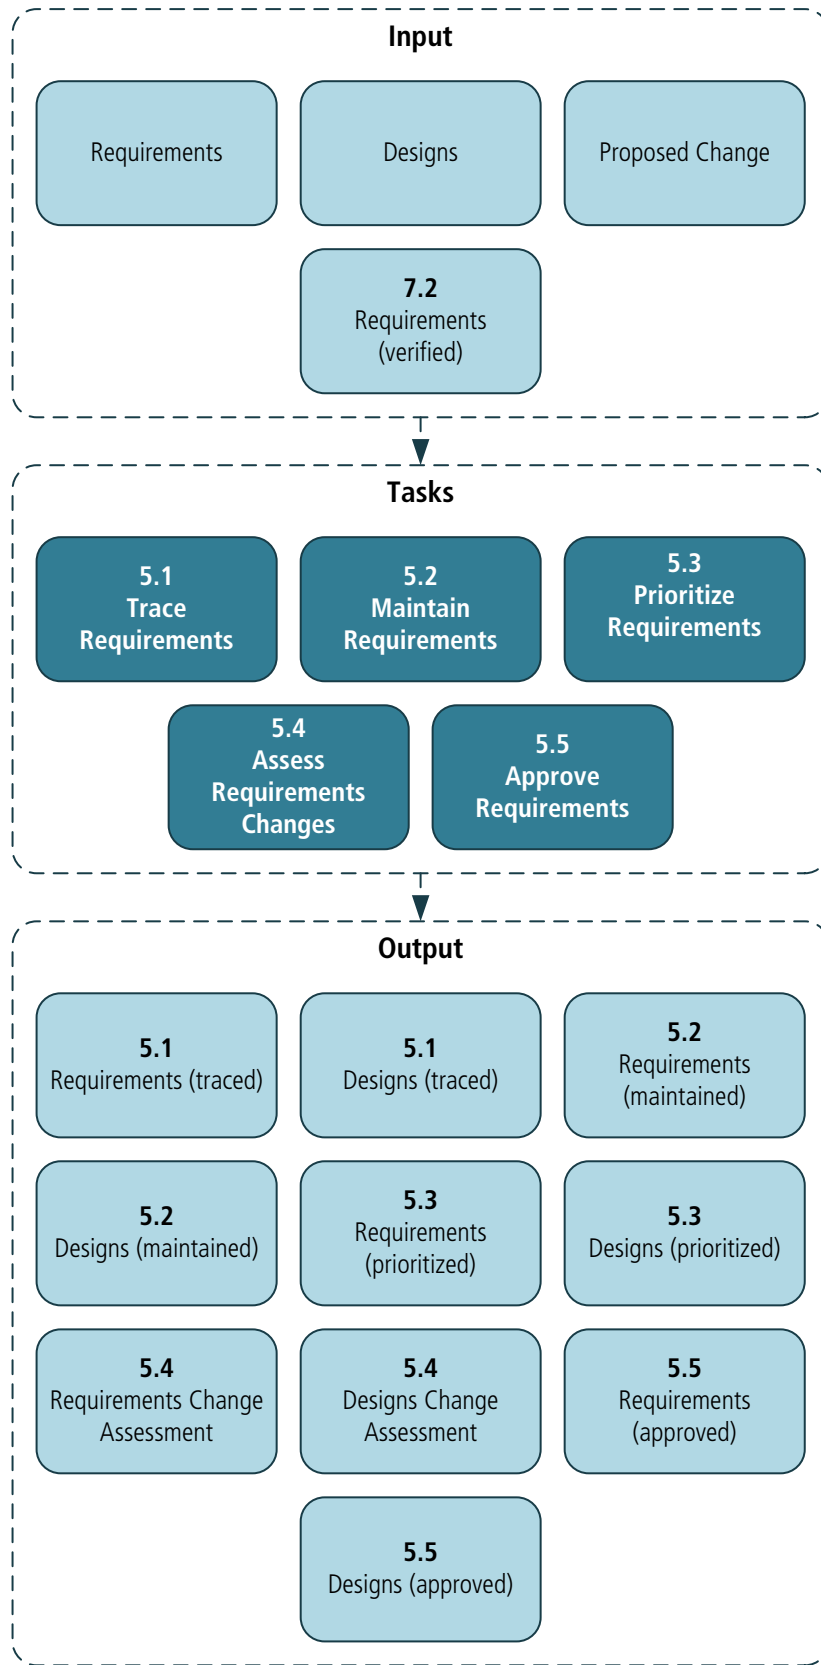 Input
Requirements
Designs
Proposed Change
7.2
Requirements
(verified)
Tasks
5.1
Trace
Requirements
5.2
Maintain
Requirements
5.3
Prioritize
Requirements
5.4
Assess
Requirements
Changes
5.5
Approve
Requirements
Output
5.1
Requirements (traced)
5.1
Designs (traced)
5.2
Requirements
(maintained)
5.2
Designs (maintained)
5.3
Requirements
(prioritized)
5.3
Designs (prioritized)
5.4
Requirements Change
Assessment
5.4
Designs Change
Assessment
5.5
Requirements
(approved)
5.5
Designs (approved)